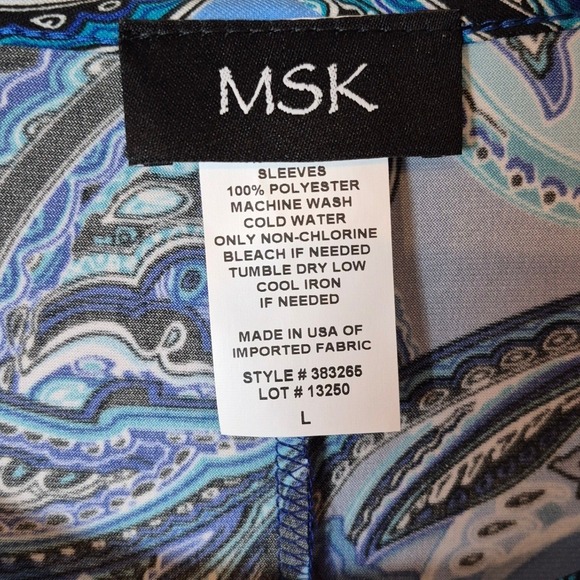 MSK
SLEEVES
100% POLYESTER
MACHINE WASH
COLD WATER
ONLY NON-CHLORINE
BLEACH IF NEEDED
TUMBLE DRY LOW
COOL IRON
IF NEEDED
MADE IN USA OF
IMPORTED FABRIC
STYLE # 383265
LOT # 13250
L